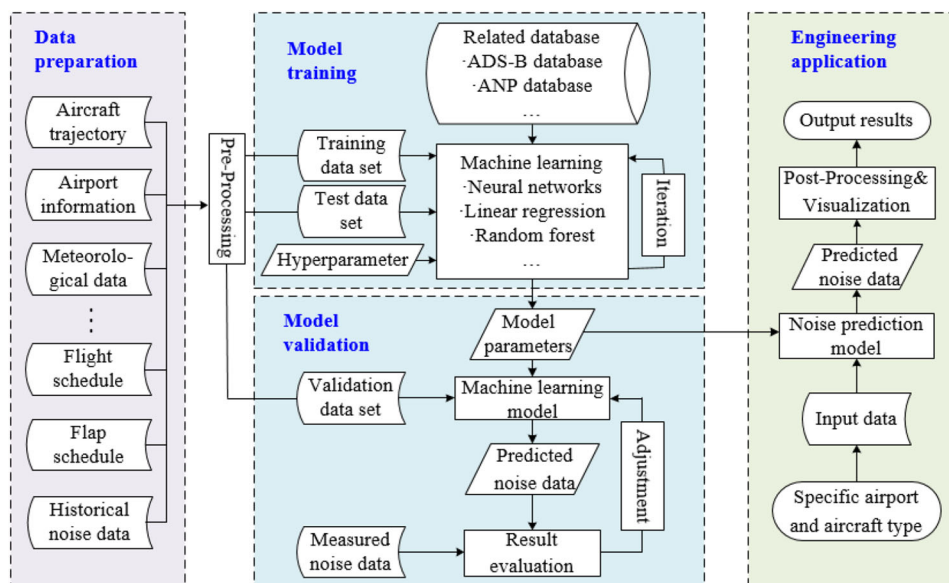 Data
preparation
Aircraft
trajectory
Airport
information
Meteorolo-
gical data
⋮
Flight
schedule
Flap
schedule
Historical
noise data
Pre-Processing
Model
training
Related database
·ADS-B database
·ANP database
…
Training
data set
Test data
set
Hyperparameter
Machine learning
·Neural networks
·Linear regression
·Random forest
…
Iteration
Model
validation
Model
parameters
Validation
data set
Machine learning
model
Predicted
noise data
Adjustment
Measured
noise data
Result
evaluation
Engineering
application
Output results
Post-Processing&
Visualization
Predicted
noise data
Noise prediction
model
Input data
Specific airport
and aircraft type